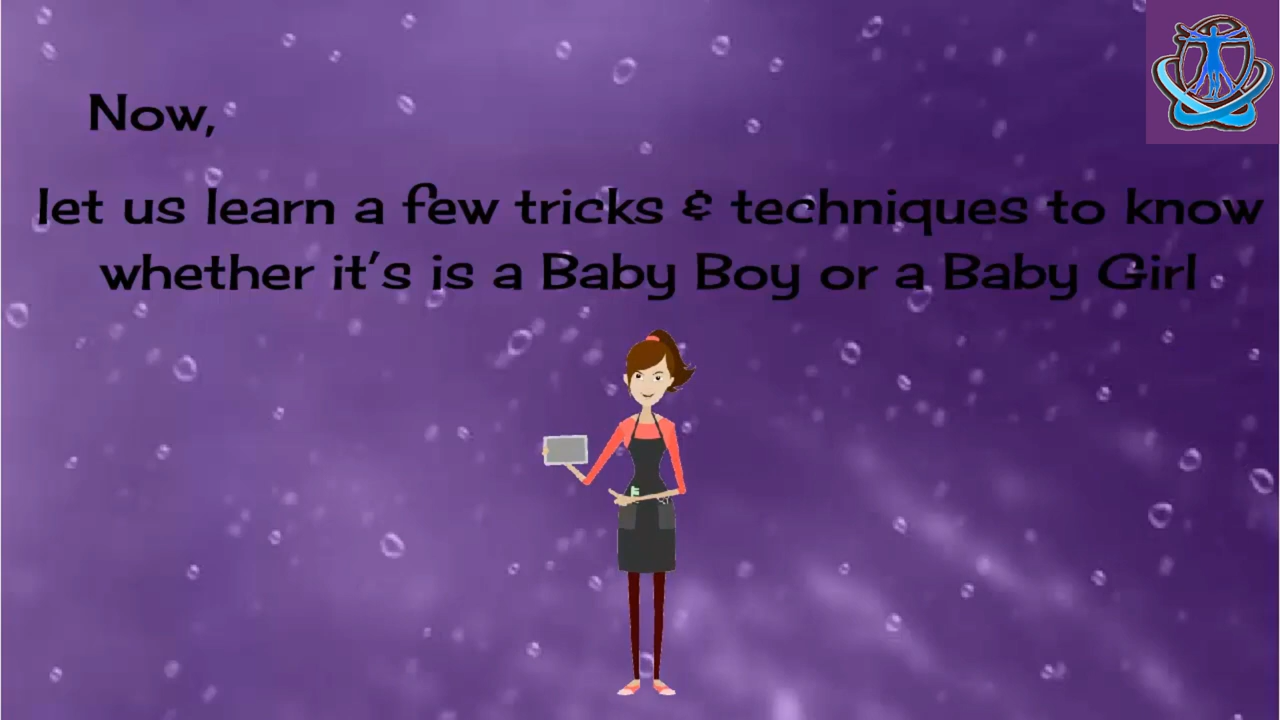 Now,
let us learn a few tricks & techniques to know
whether it's is a Baby Boy or a Baby Girl